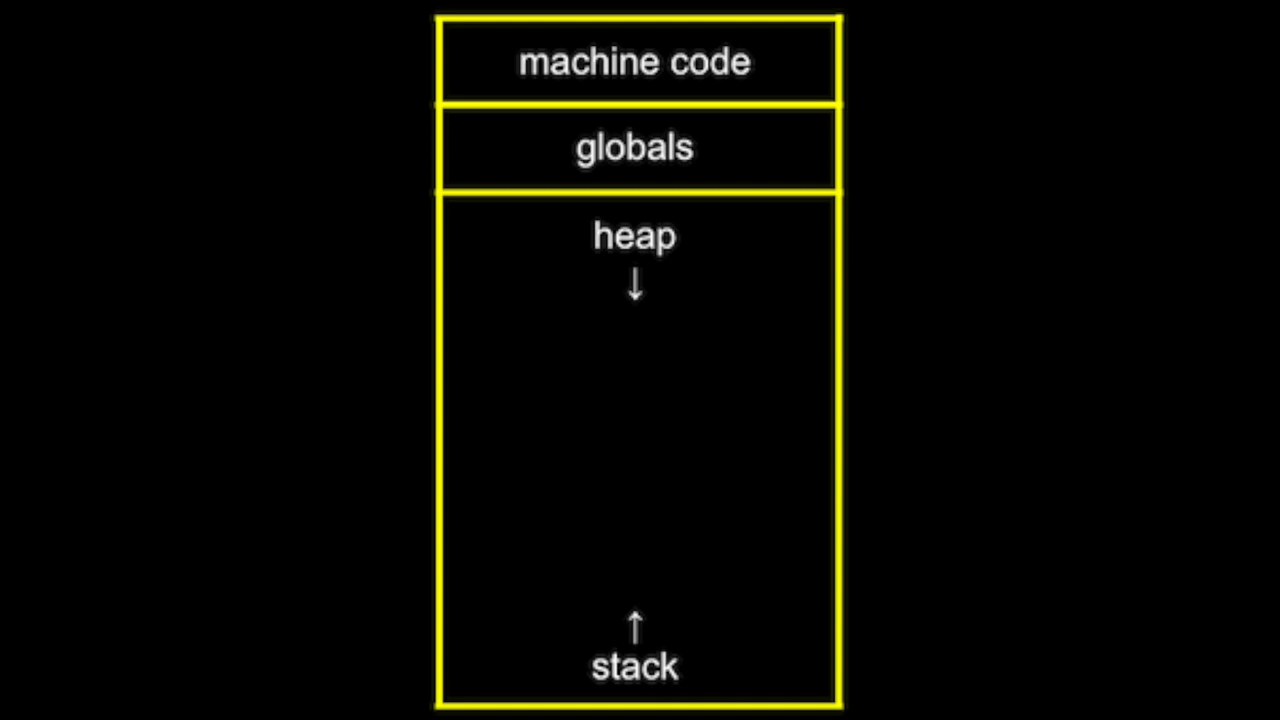 machine code
globals
heap
↓
↑
stack